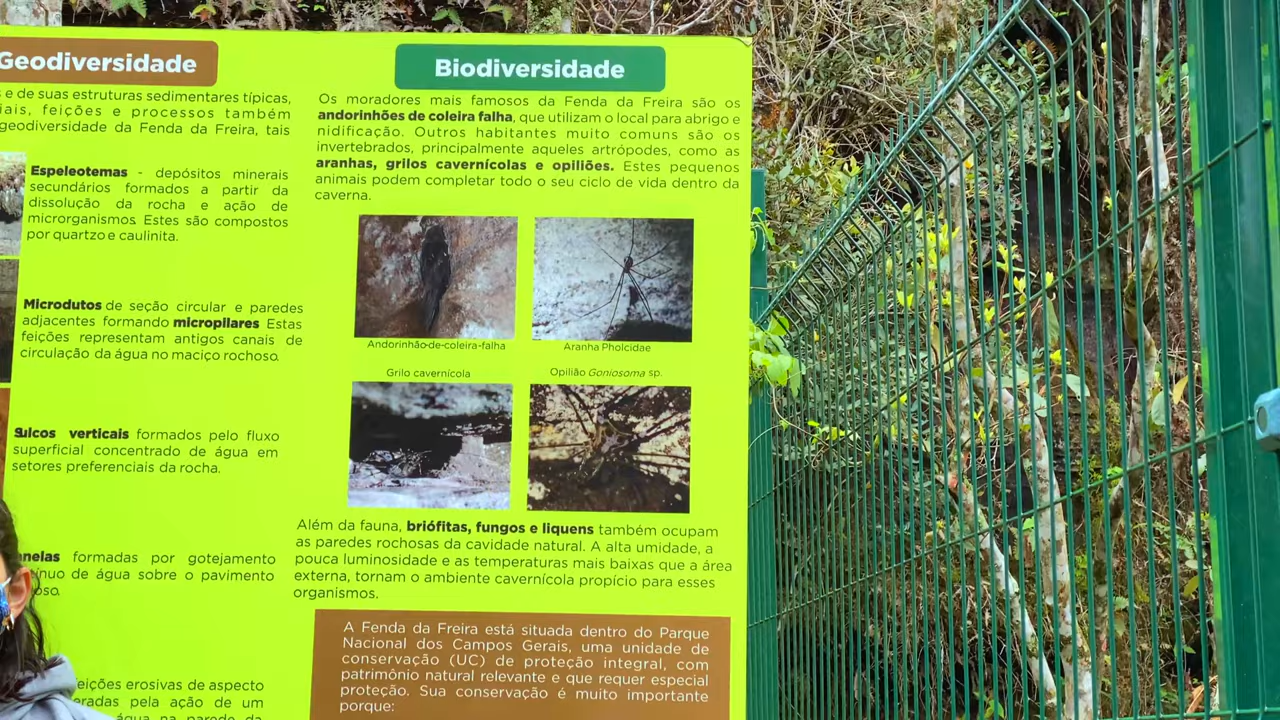 Geodiversidade
e de suas estruturas sedimentares típicas,
feições e processos também
geodiversidade da Fenda da Freira, tais
Espeleotemas - depósitos minerais
secundários formados a partir da
dissolução da rocha e ação de
microrganismos. Estes são compostos
por quartzo e caulinita.
Microdutos de seção circular e paredes
adjacentes formando micropilares Estas
feições representam antigos canais de
circulação da água no maciço rochoso.
Sulcos verticais formados pelo fluxo
superficial concentrado de água em
setores preferenciais da rocha.
formadas por gotejamento
de água sobre o pavimento
erosivas de aspecto
pela ação de um
água na parede da
Biodiversidade
Os moradores mais famosos da Fenda da Freira são os
andorinhões de coleira falha, que utilizam o local para abrigo e
nidificação. Outros habitantes muito comuns são os
invertebrados, principalmente aqueles artrópodes, como as
aranhas, grilos cavernícolas e opiliões. Estes pequenos
animais podem completar todo o seu ciclo de vida dentro da
caverna.
Andorinhão-de-coleira-falha
Aranha Pholcidae
Grilo cavernícola
Opilião Goniosoma sp.
Além da fauna, briófitas, fungos e liquens também ocupam
as paredes rochosas da cavidade natural. A alta umidade, a
pouca luminosidade e as temperaturas mais baixas que a área
externa, tornam o ambiente cavernícola propício para esses
organismos.
A Fenda da Freira está situada dentro do Parque
Nacional dos Campos Gerais, uma unidade de
conservação (UC) de proteção integral, com
patrimônio natural relevante e que requer especial
proteção. Sua conservação é muito importante
porque: